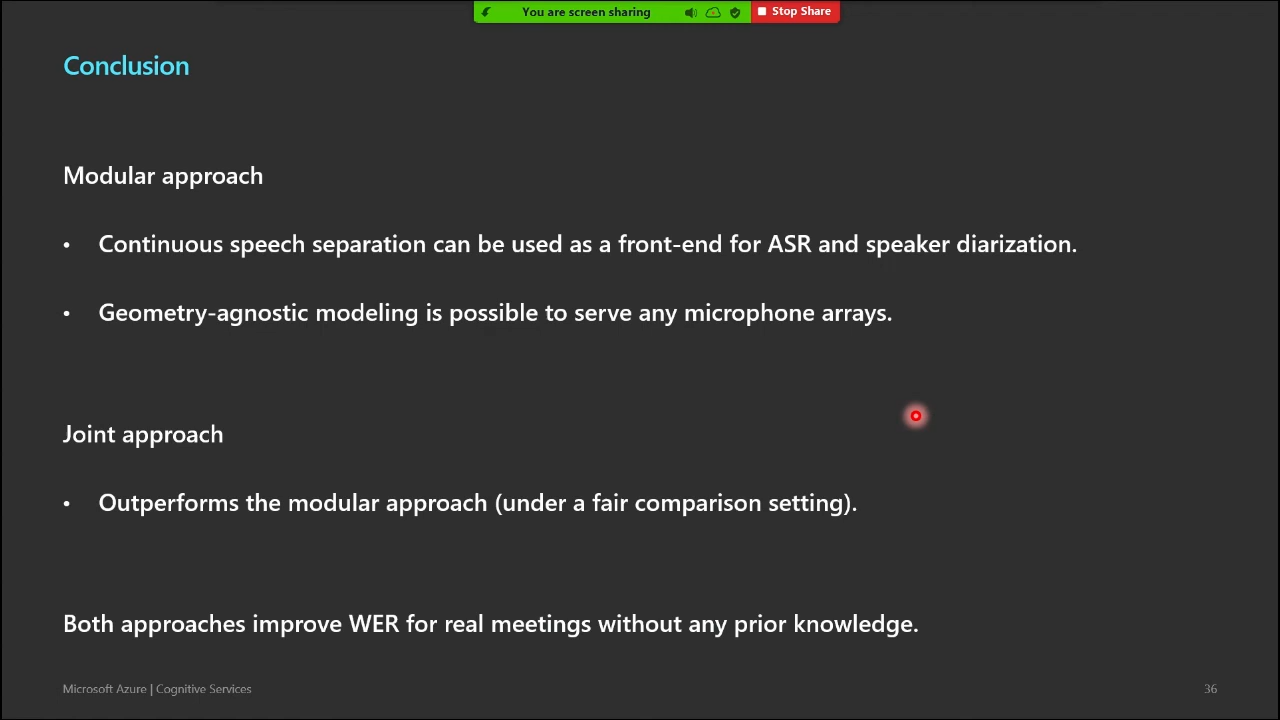 You are screen sharing
Stop Share
Conclusion
Modular approach
• Continuous speech separation can be used as a front-end for ASR and speaker diarization.
• Geometry-agnostic modeling is possible to serve any microphone arrays.
Joint approach
• Outperforms the modular approach (under a fair comparison setting).
Both approaches improve WER for real meetings without any prior knowledge.
Microsoft Azure | Cognitive Services
36